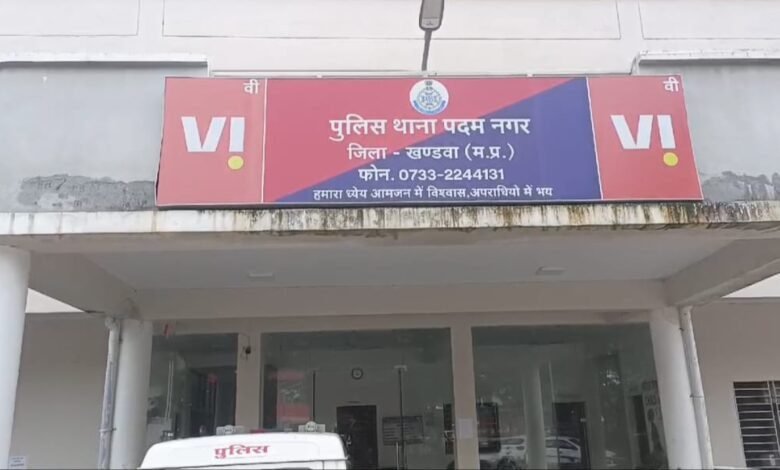 वी
VI
पुलिस थाना पदम नगर
जिला - खण्डवा (म.प्र.)
फोन. 0733-2244131
हमारा ध्येय आमजन में विश्वास,अपराधियो में भय
वी
VI
पुलिस